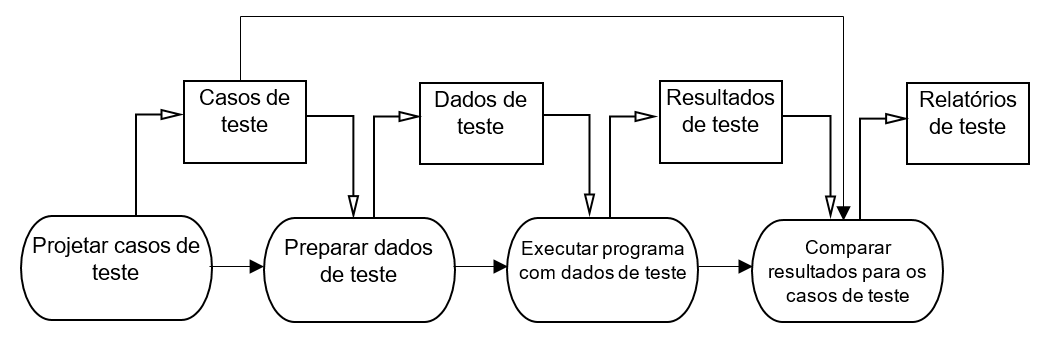 Casos de
teste
Dados de
teste
Resultados
de teste
Relatórios
de teste
Projetar casos de
teste
Preparar dados
de teste
Executar programa
com dados de teste
Comparar
resultados para os
casos de teste